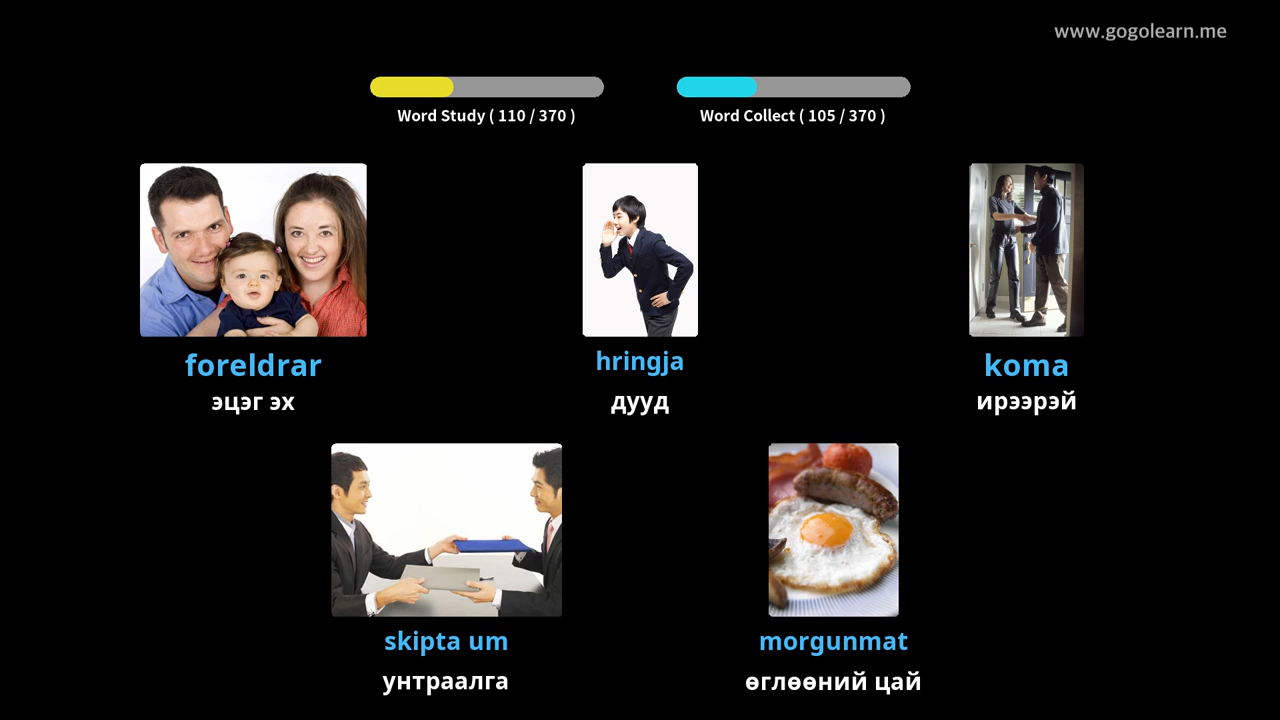 www.gogolearn.me
Word Study ( 110 / 370 )
Word Collect ( 105 / 370 )
foreldrar
эцэг эх
hringja
дууд
koma
ирээрэй
skipta um
унтраалга
morgunmat
өглөөний цай